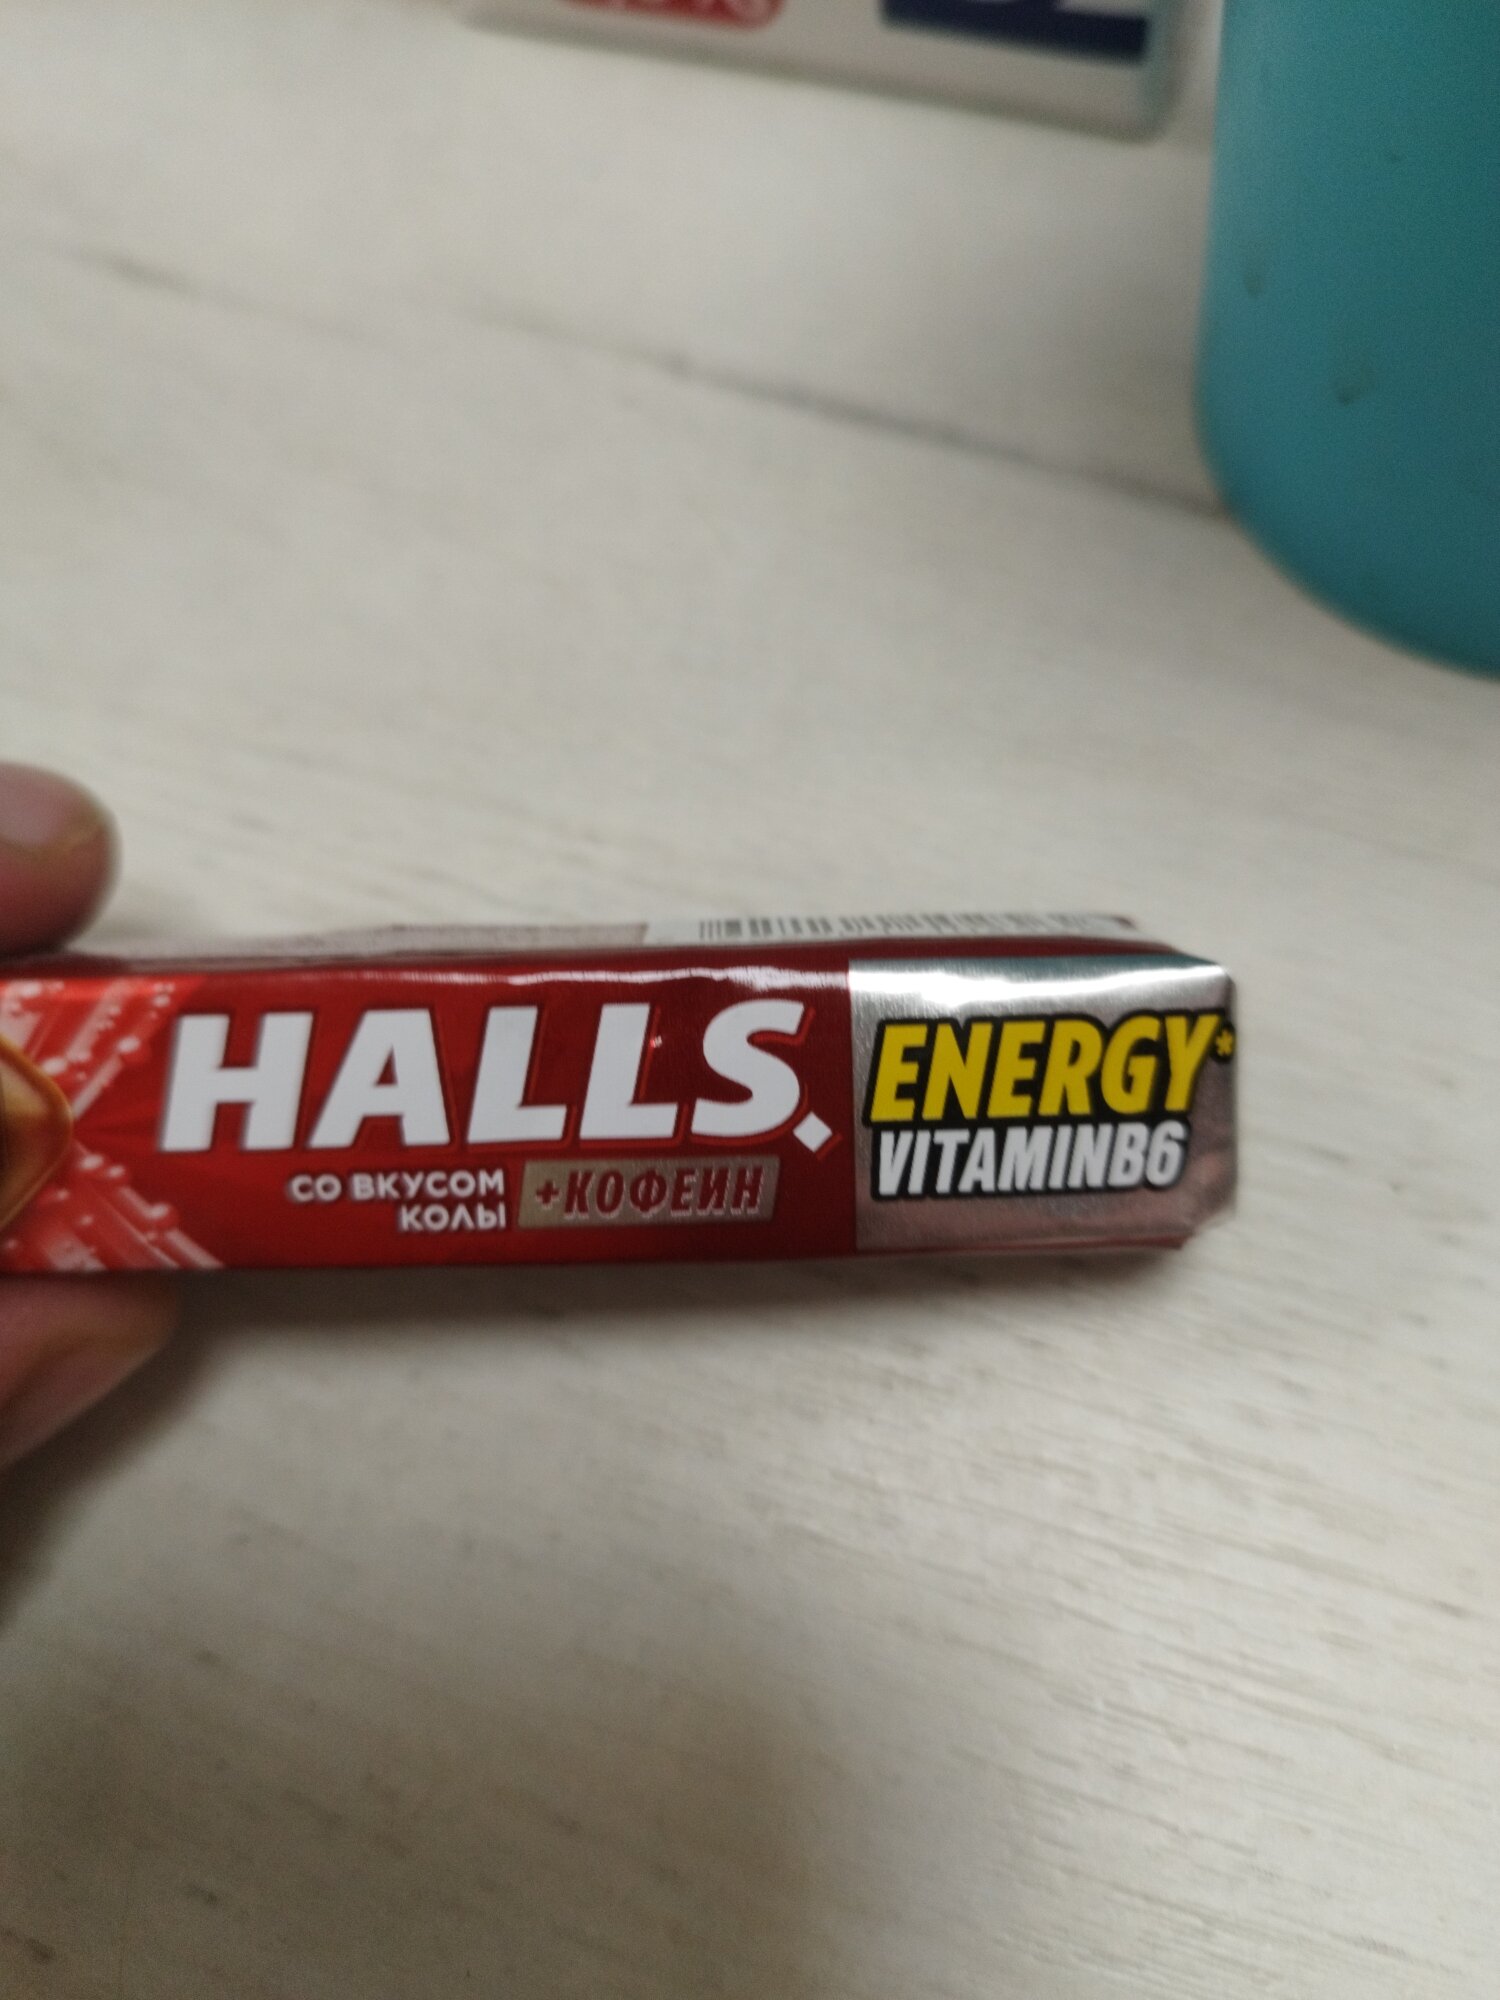 HALLS.
СО ВКУСОМ
КОЛЫ
+КОФЕИН
ENERGY*
VITAMINB6